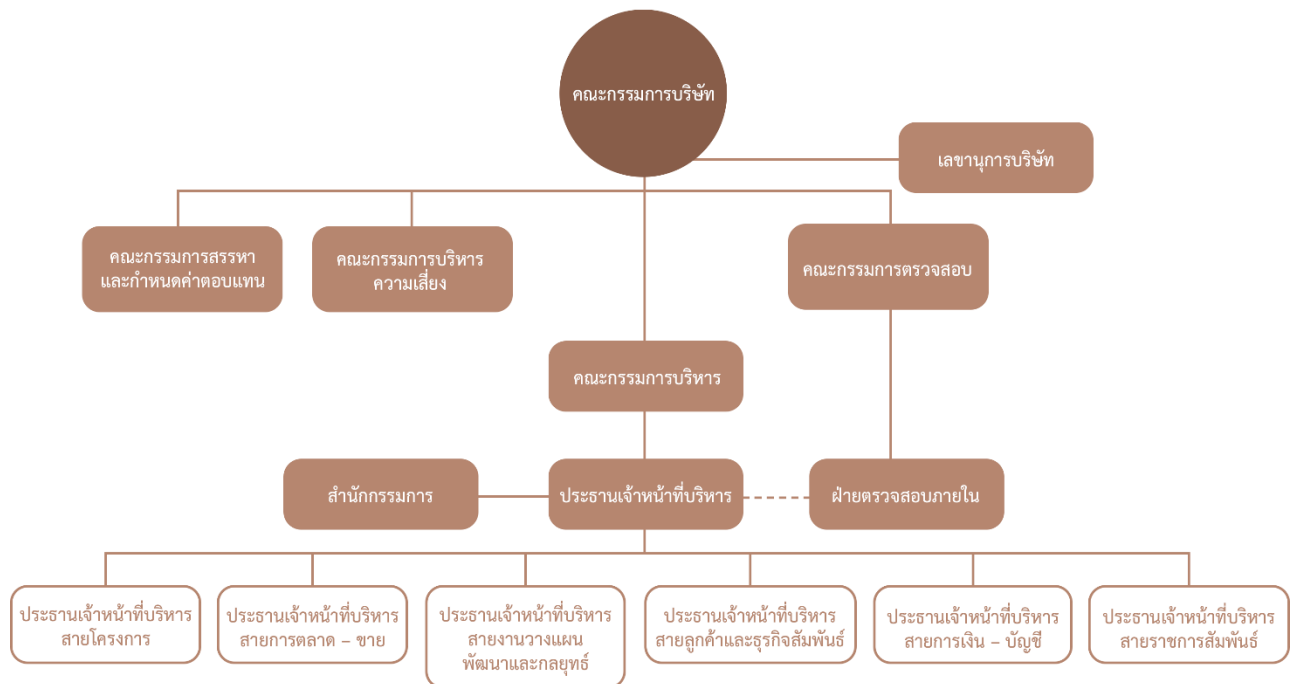 คณะกรรมการบริษัท
เลขานุการบริษัท
คณะกรรมการสรรหา
และกำหนดค่าตอบแทน
คณะกรรมการบริหาร
ความเสี่ยง
คณะกรรมการตรวจสอบ
คณะกรรมการบริหาร
สำนักกรรมการ
ประธานเจ้าหน้าที่บริหาร
ฝ่ายตรวจสอบภายใน
ประธานเจ้าหน้าที่บริหาร
สายโครงการ
ประธานเจ้าหน้าที่บริหาร
สายการตลาด – ขาย
ประธานเจ้าหน้าที่บริหาร
สายงานวางแผน
พัฒนาและกลยุทธ์
ประธานเจ้าหน้าที่บริหาร
สายลูกค้าและธุรกิจสัมพันธ์
ประธานเจ้าหน้าที่บริหาร
สายการเงิน – บัญชี
ประธานเจ้าหน้าที่บริหาร
สายราชการสัมพันธ์